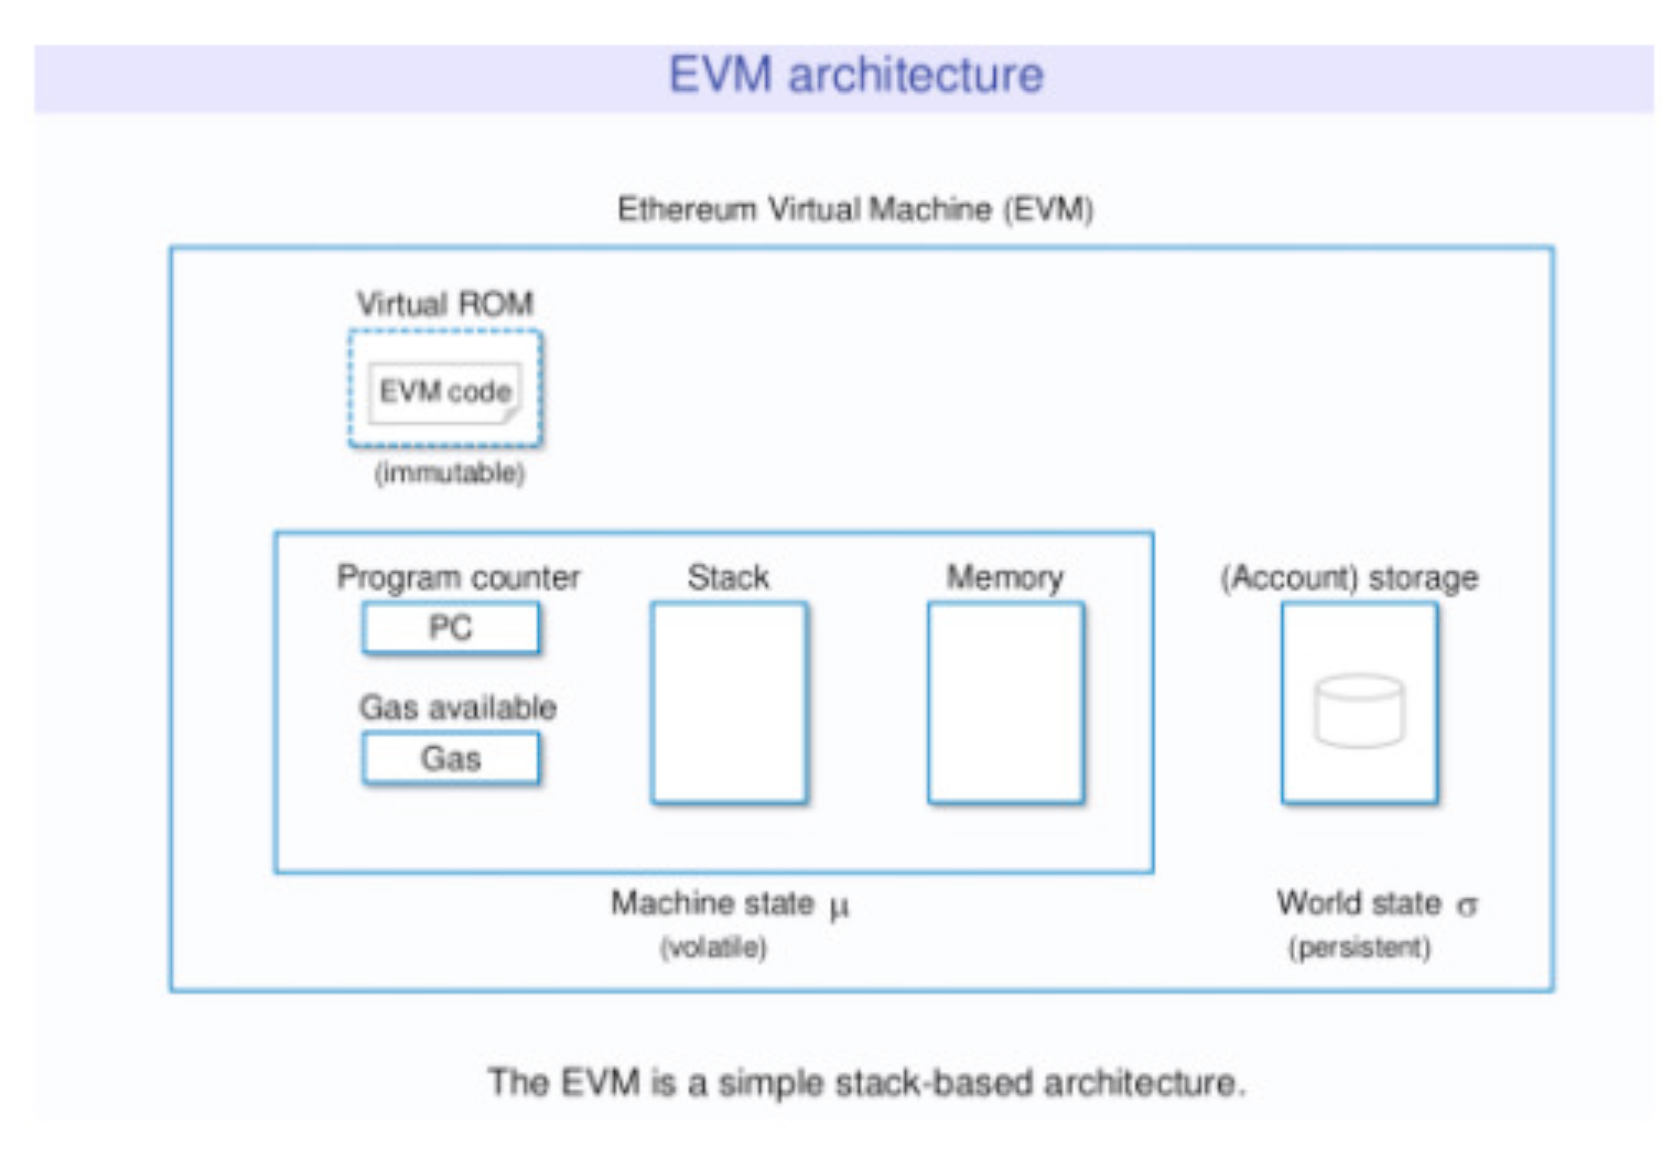 EVM architecture
Ethereum Virtual Machine (EVM)
Virtual ROM
EVM code
(immutable)
Program counter
PC
Gas available
Gas
Stack
Memory
(Account) storage
Machine state μ
(volatile)
World state σ
(persistent)
The EVM is a simple stack-based architecture.